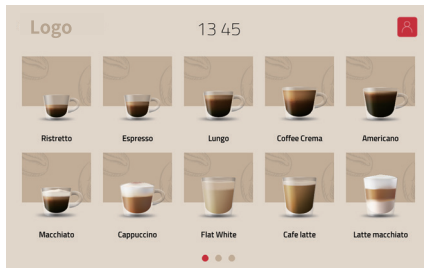 Logo
13 45
Ristretto Espresso Lungo Coffee Crema Americano
Macchiato Cappuccino Flat White Cafe latte Latte macchiato